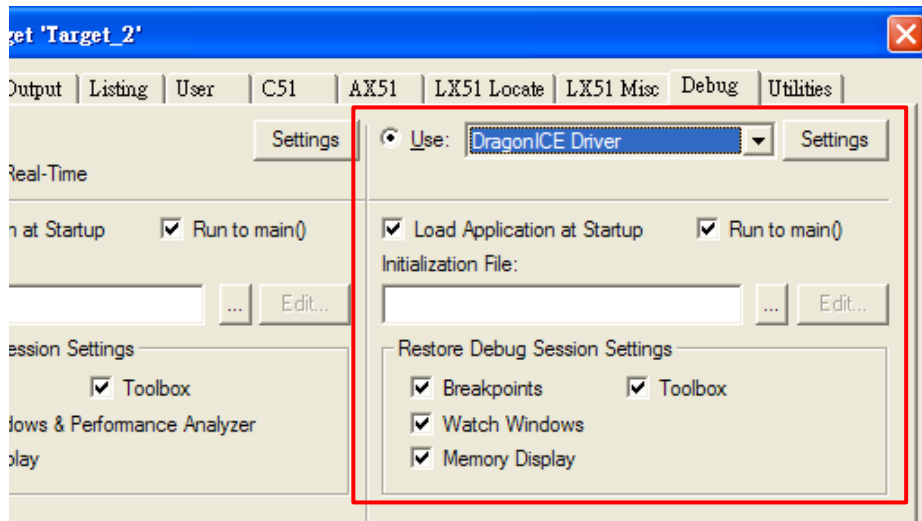 get 'Target_2'
Output Listing User C51 AX51 LX51 Locate LX51 Misc Debug Utilities
Settings
Real-Time
n at Startup Run to main()
... Edit...
ession Settings
Toolbox
dows & Performance Analyzer
play
Use: DragonICE Driver Settings
Load Application at Startup Run to main()
Initialization File:
... Edit...
Restore Debug Session Settings
Breakpoints Toolbox
Watch Windows
Memory Display